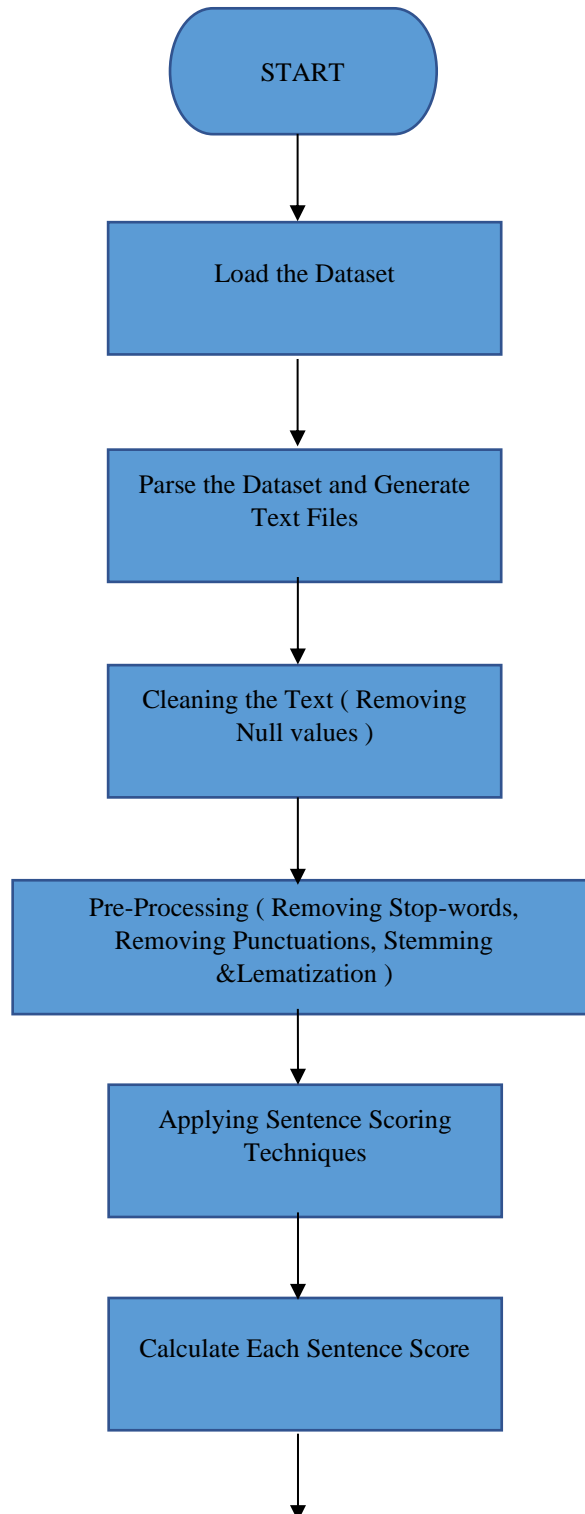 START
Load the Dataset
Parse the Dataset and Generate
Text Files
Cleaning the Text ( Removing
Null values )
Pre-Processing ( Removing Stop-words,
Removing Punctuations, Stemming
&Lematization )
Applying Sentence Scoring
Techniques
Calculate Each Sentence Score